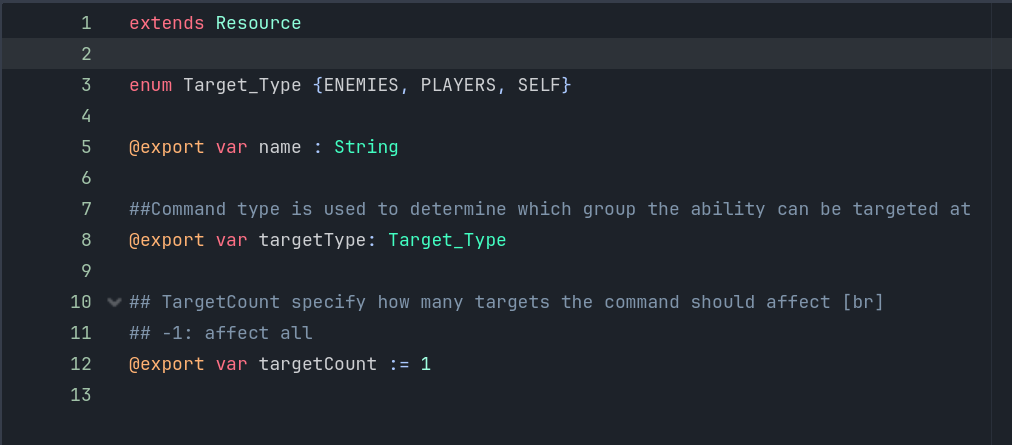 1 extends Resource
2
3 enum Target_Type {ENEMIES, PLAYERS, SELF}
4
5 @export var name : String
6
7 ##Command type is used to determine which group the ability can be targeted at
8 @export var targetType: Target_Type
9
10 ## TargetCount specify how many targets the command should affect [br]
11 ## -1: affect all
12 @export var targetCount := 1
13